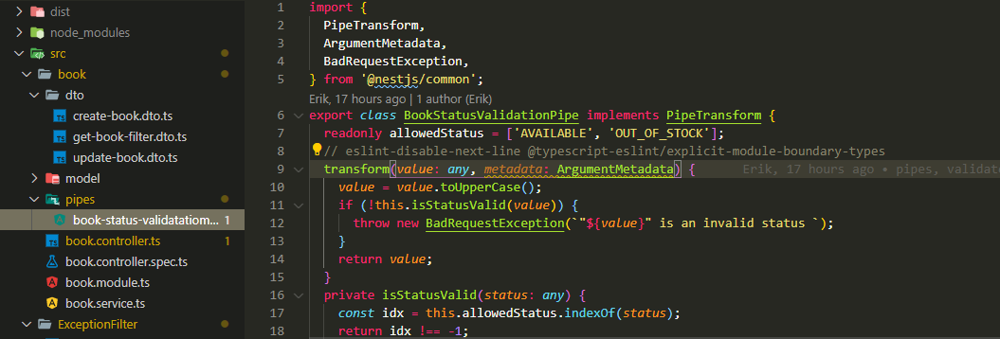 dist
node_modules
src
book
dto
create-book.dto.ts
get-book-filter.dto.ts
update-book.dto.ts
model
pipes
book-status-validatatiom... 1
book.controller.ts 1
book.controller.spec.ts
book.module.ts
book.service.ts
ExceptionFilter
1 import {
2 PipeTransform,
3 ArgumentMetadata,
4 BadRequestException,
5 } from '@nestjs/common';
Erik, 17 hours ago | 1 author (Erik)
6 export class BookStatusValidationPipe implements PipeTransform {
7 readonly allowedStatus = ['AVAILABLE', 'OUT_OF_STOCK'];
8 // eslint-disable-next-line @typescript-eslint/explicit-module-boundary-types
9 transform(value: any, metadata: ArgumentMetadata) { Erik, 17 hours ago • pipes, validate
10 value = value.toUpperCase();
11 if (!this.isStatusValid(value)) {
12 throw new BadRequestException(`"${value}" is an invalid status `);
13 }
14 return value;
15 }
16 private isStatusValid(status: any) {
17 const idx = this.allowedStatus.indexOf(status);
18 return idx !== -1;